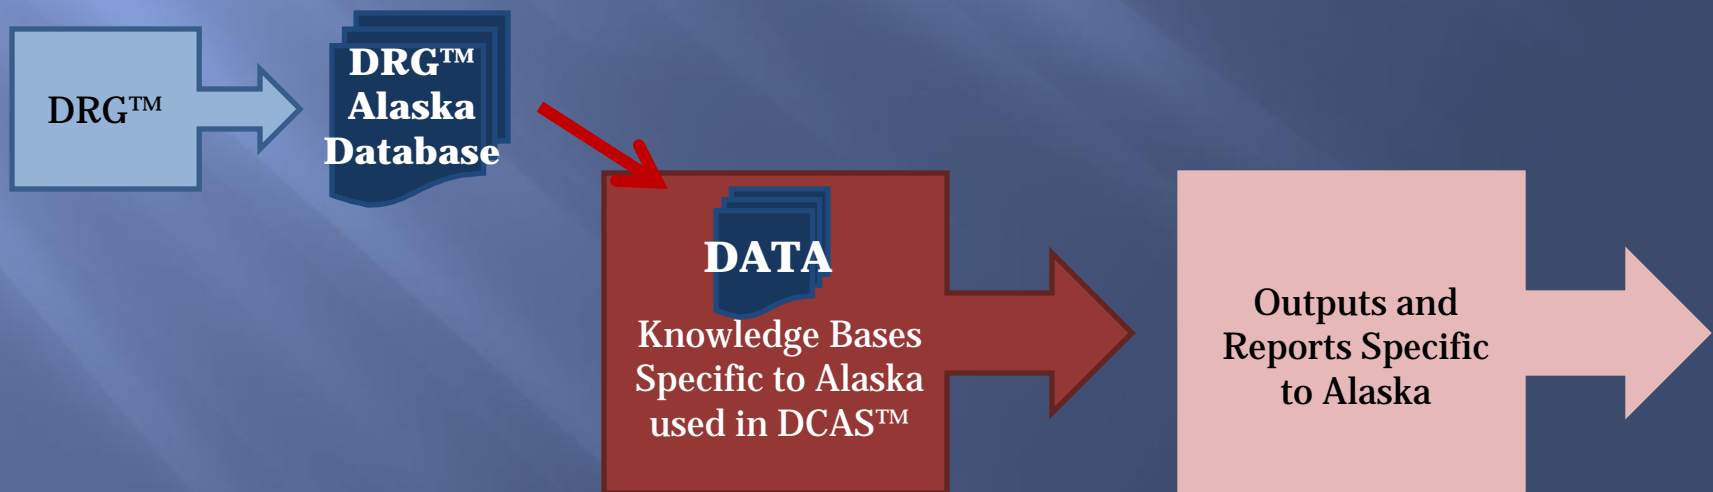 DRG™
DRG™
Alaska
Database
DATA
Knowledge Bases
Specific to Alaska
used in DCAS™
Outputs and
Reports Specific
to Alaska